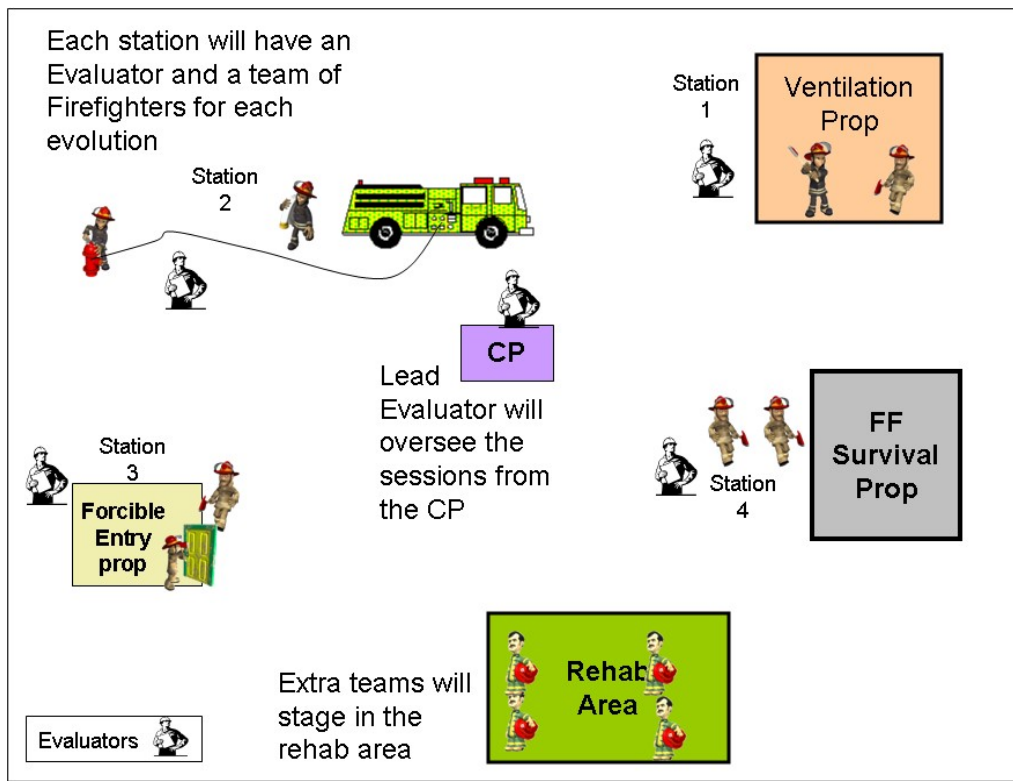 Each station will have an
Evaluator and a team of
Firefighters for each
evolution
Station
1
Ventilation
Prop
Station
2
CP
Lead
Evaluator will
oversee the
sessions from
the CP
Station
3
Forcible
Entry
prop
Station
4
FF
Survival
Prop
Extra teams will
stage in the
rehab area
Rehab
Area
Evaluators